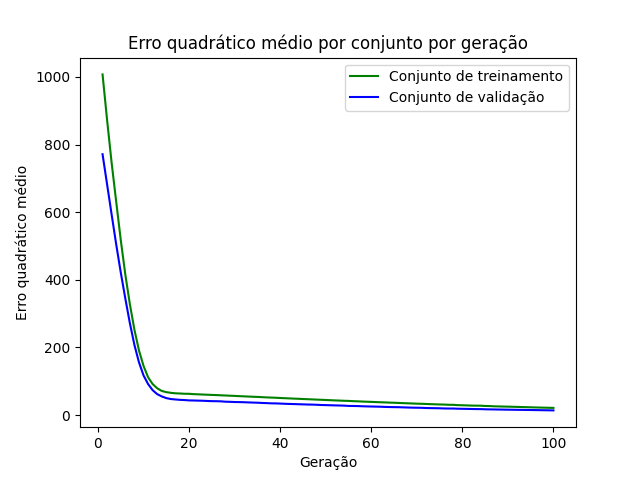 Erro quadrático médio por conjunto por geração
Conjunto de treinamento
Conjunto de validação
Erro quadrático médio
1000
800
600
400
200
0
0 20 40 60 80 100
Geração